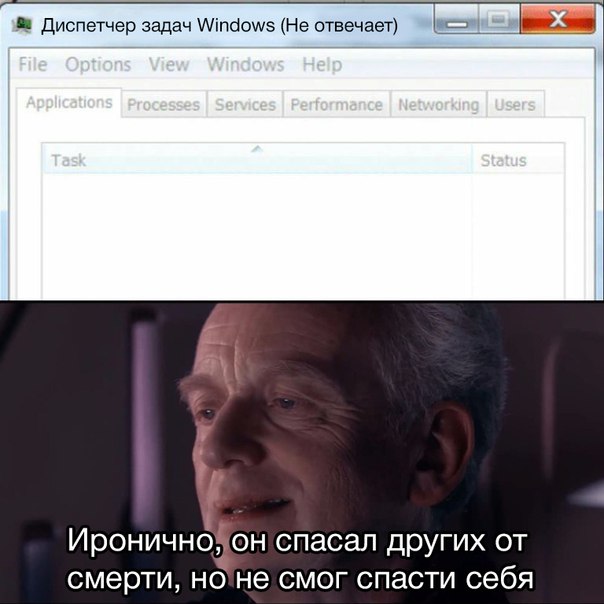 Диспетчер задач Windows (Не отвечает)
File Options View Windows Help
Applications Processes Services Performance Networking Users
Task Status
Иронично, он спасал других от
смерти, но не смог спасти себя